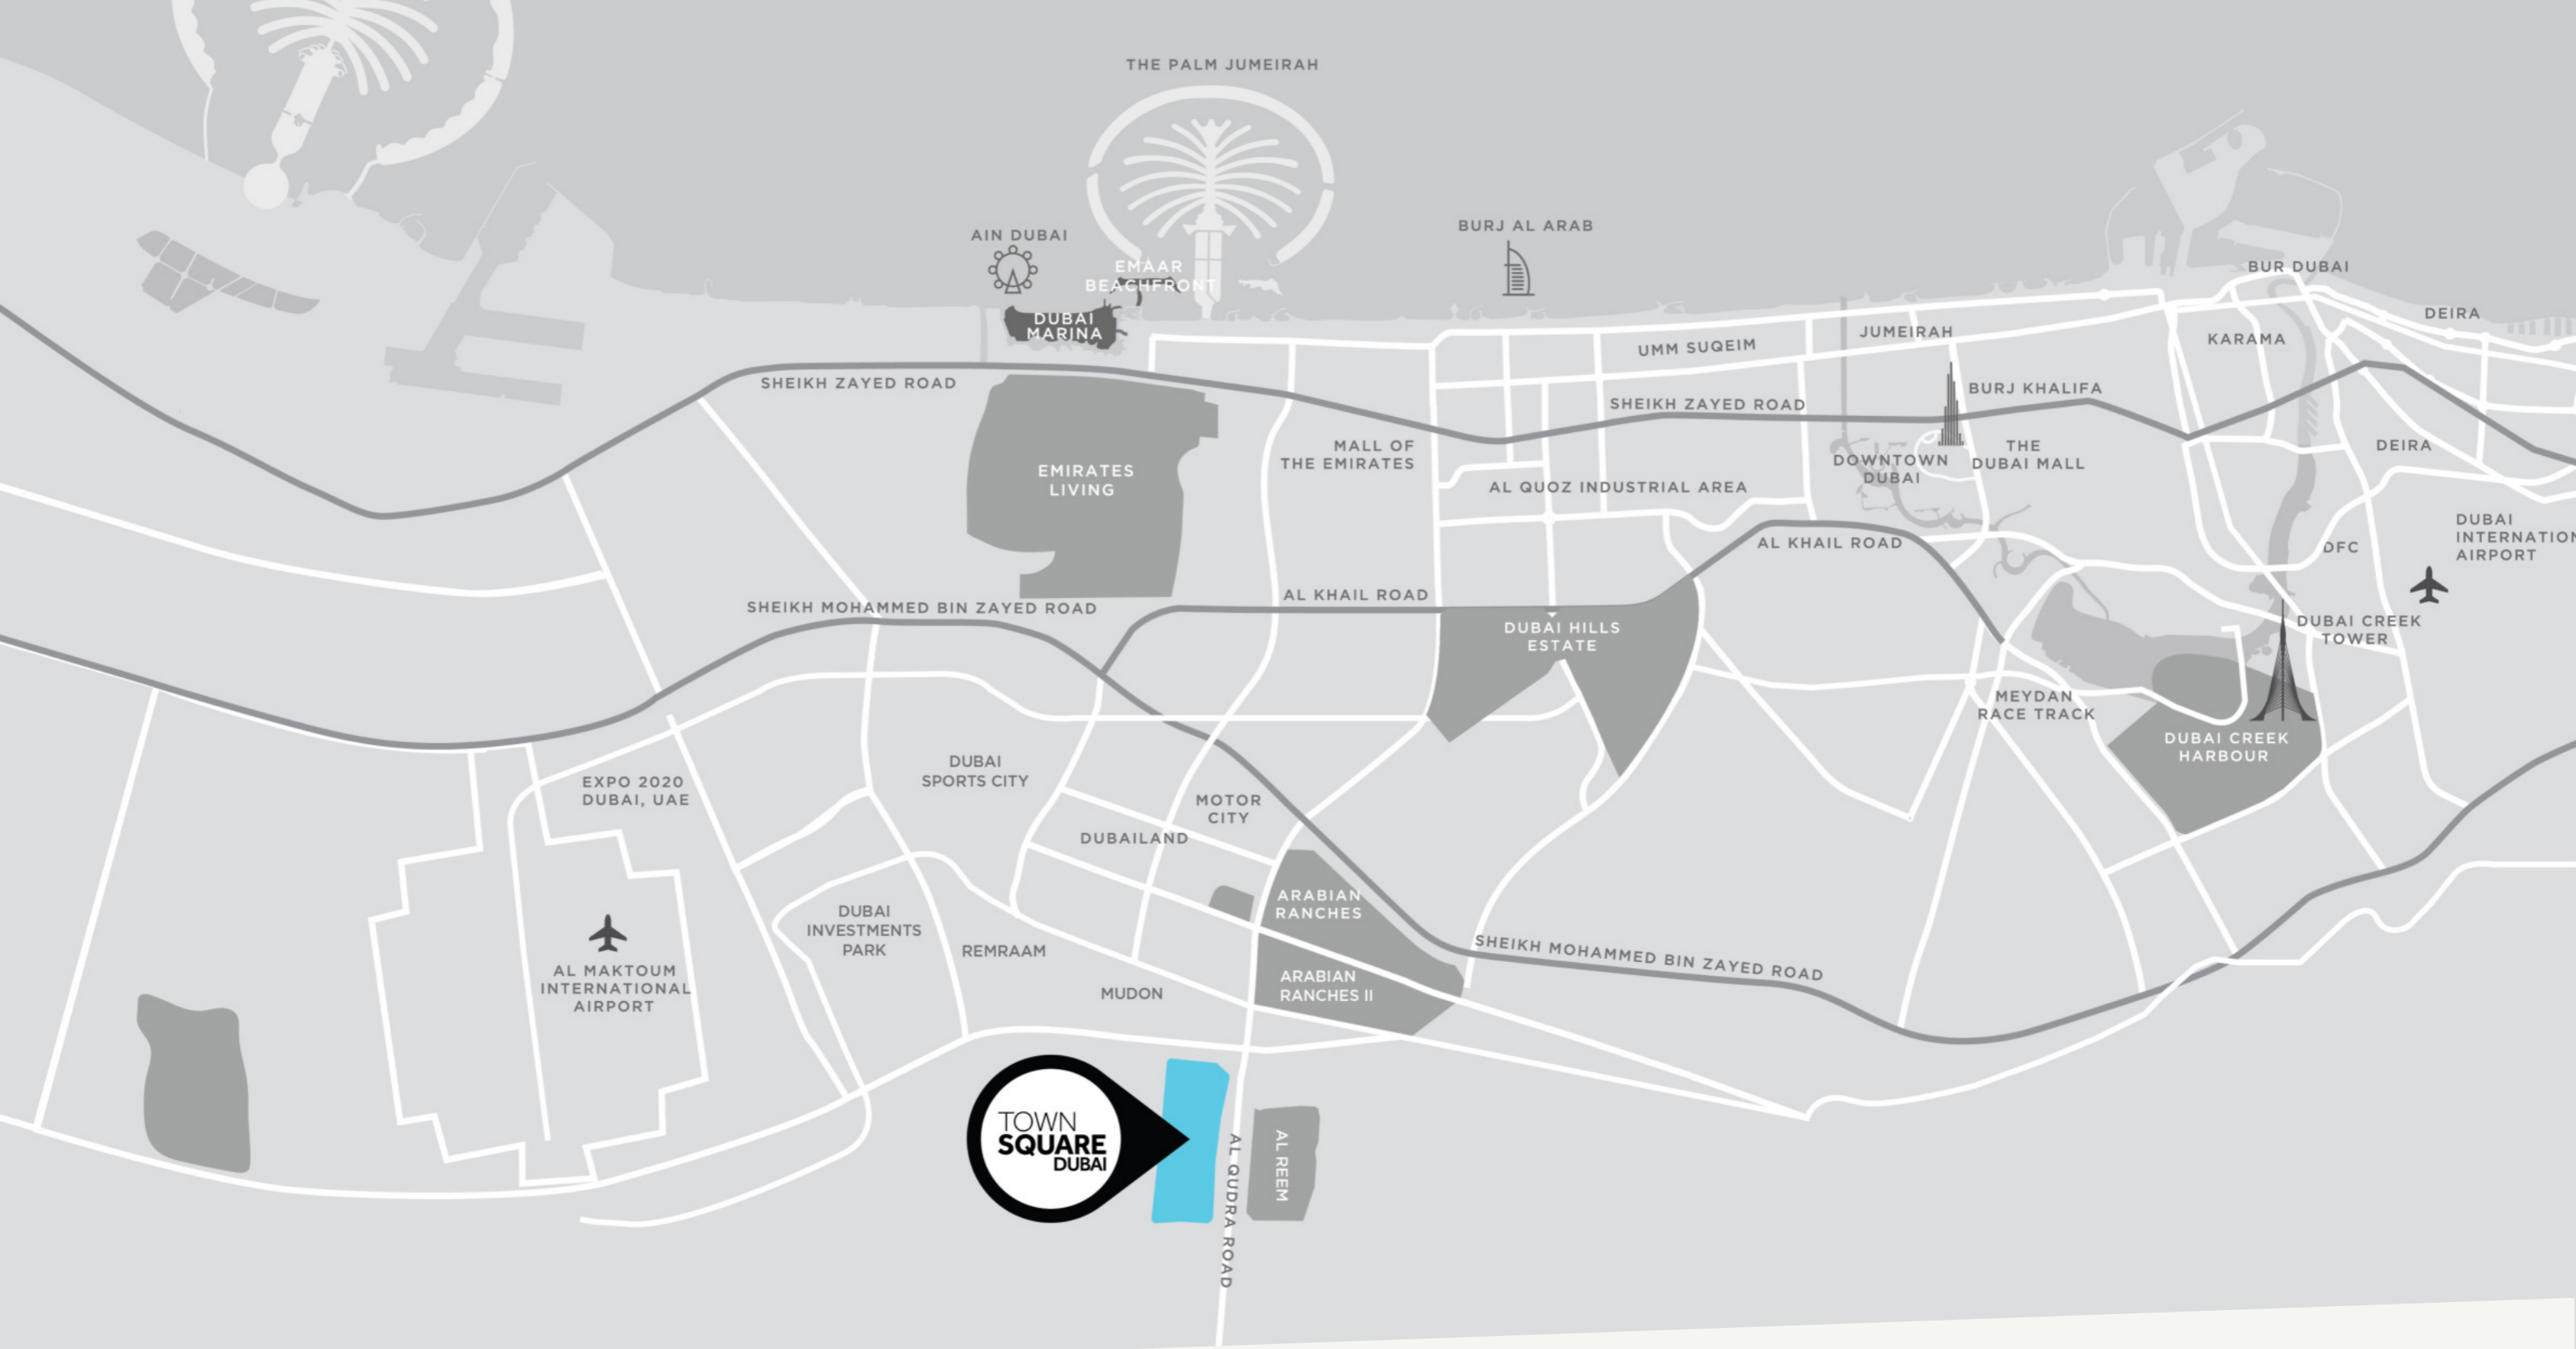 THE PALM JUMEIRAH
AIN DUBAI
BURJ AL ARAB
EMAAR
BEACHFRONT
DUBAI
MARINA
BUR DUBAI
DEIRA
JUMEIRAH
KARAMA
UMM SUQEIM
SHEIKH ZAYED ROAD
SHEIKH ZAYED ROAD
BURJ KHALIFA
MALL OF
THE EMIRATES
DOWNTOWN
DUBAI
THE
DUBAI MALL
DEIRA
EMIRATES
LIVING
AL QUOZ INDUSTRIAL AREA
DUBAI
INTERNATION
AIRPORT
AL KHAIL ROAD
DFC
SHEIKH MOHAMMED BIN ZAYED ROAD
AL KHAIL ROAD
DUBAI HILLS
ESTATE
DUBAI CREEK
TOWER
MEYDAN
RACE TRACK
DUBAI CREEK
HARBOUR
EXPO 2020
DUBAI, UAE
DUBAI
SPORTS CITY
MOTOR
CITY
DUBAILAND
ARABIAN
RANCHES
DUBAI
INVESTMENTS
PARK
REMRAAM
SHEIKH MOHAMMED BIN ZAYED ROAD
AL MAKTOUM
INTERNATIONAL
AIRPORT
MUDON
ARABIAN
RANCHES II
TOWN
SQUARE
DUBAI
AL QUDRA ROAD
AL REEM